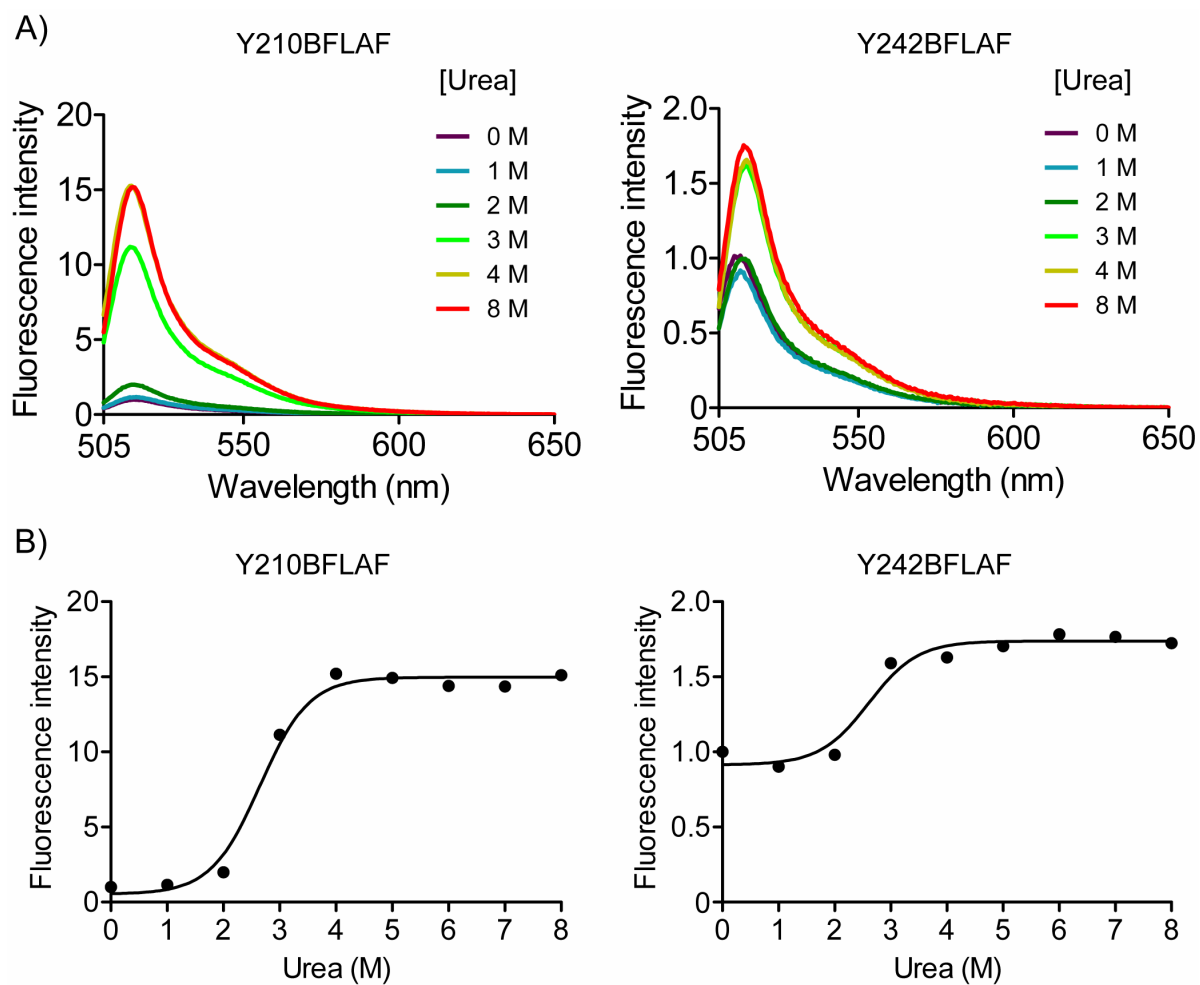 A)
Y210BFLAF
[Urea]
0 M
1 M
2 M
3 M
4 M
8 M
Fluorescence intensity
20
15
10
5
0
505
550
600
650
Wavelength (nm)
Y242BFLAF
[Urea]
0 M
1 M
2 M
3 M
4 M
8 M
Fluorescence intensity
2.0
1.5
1.0
0.5
0
505
550
600
650
Wavelength (nm)
B)
Y210BFLAF
Fluorescence intensity
20
15
10
5
0
0 1 2 3 4 5 6 7 8
Urea (M)
Y242BFLAF
Fluorescence intensity
2.0
1.5
1.0
0.5
0
0 1 2 3 4 5 6 7 8
Urea (M)